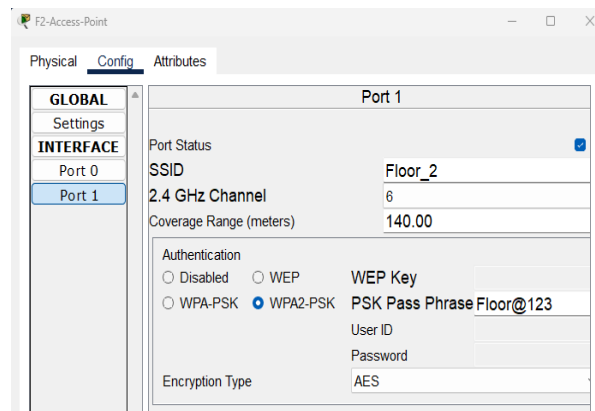 F2-Access-Point
Physical Config Attributes
GLOBAL
Settings
INTERFACE
Port 0
Port 1
Port 1
Port Status
SSID Floor_2
2.4 GHz Channel 6
Coverage Range (meters) 140.00
Authentication
Disabled WEP WEP Key
WPA-PSK WPA2-PSK PSK Pass Phrase Floor@123
User ID
Password
Encryption Type AES